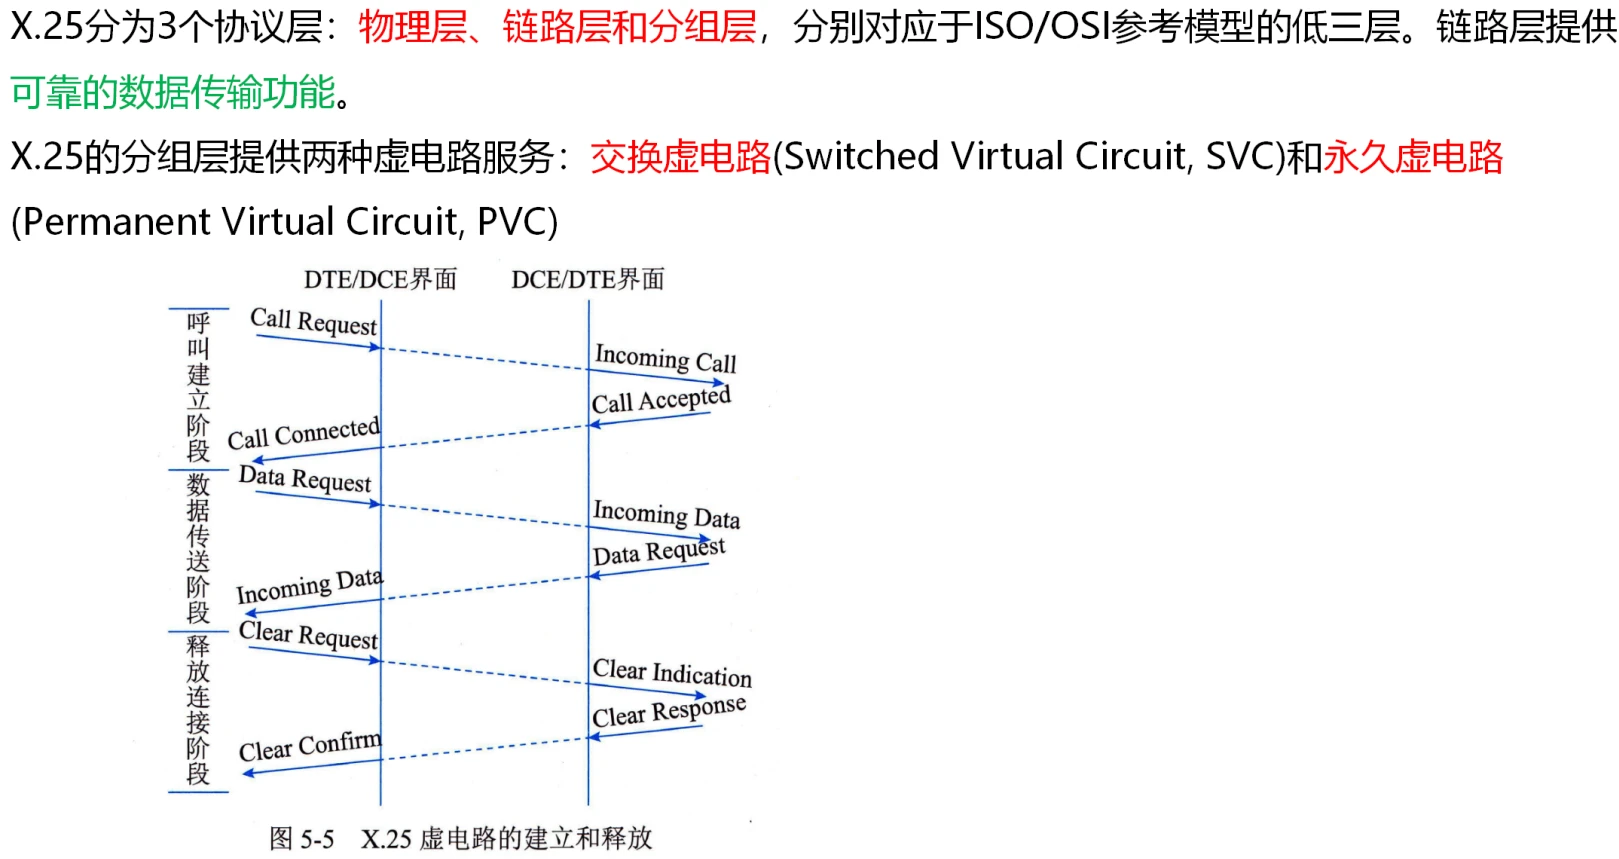 X.25分为3个协议层：物理层、链路层和分组层，分别对应于ISO/OSI参考模型的低三层。链路层提供
可靠的数据传输功能。
X.25的分组层提供两种虚电路服务：交换虚电路(Switched Virtual Circuit, SVC)和永久虚电路
(Permanent Virtual Circuit, PVC)
DTE/DCE界面 DCE/DTE界面
呼叫建立阶段
Call Request
Incoming Call
Call Accepted
Call Connected
数据传送阶段
Data Request
Incoming Data
Data Request
Incoming Data
释放连接阶段
Clear Request
Clear Indication
Clear Response
Clear Confirm
图 5-5 X.25 虚电路的建立和释放